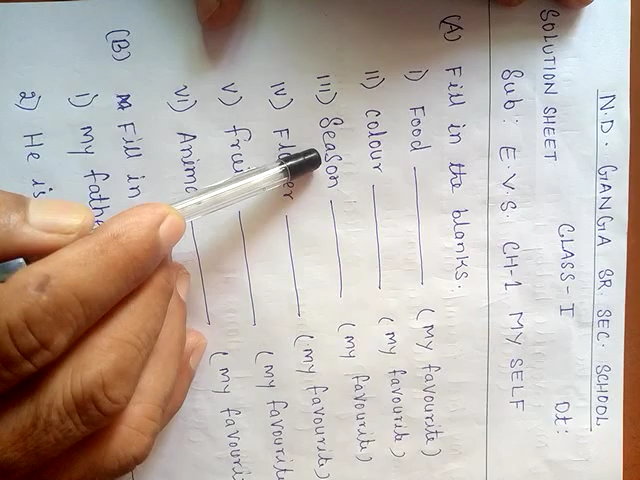 N.D. GANGA SR. SEC. SCHOOL
SOLUTION SHEET CLASS-I Dt:
Sub: E.V.S. CH-1 MY SELF
(A) Fill in the blanks.
i) Food ________ (My favourite)
ii) colour ________ (My favourite)
iii) Season ________ (My favourite)
iv) ________ (My favourite)
v) ________ (My favourite
vi) ________ (My favouri
(B) Fill in
i) My
2) He is